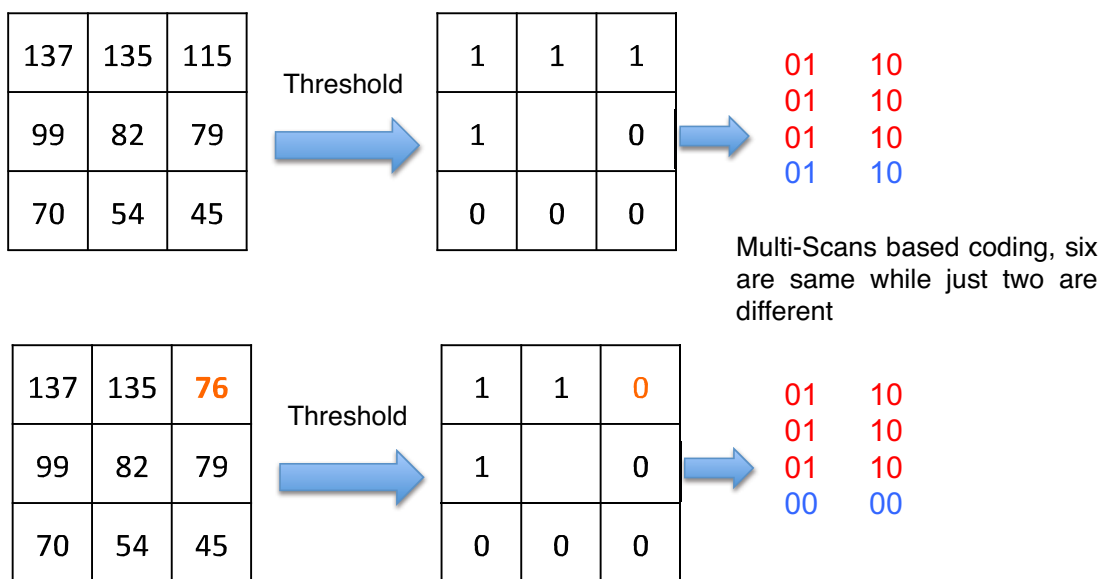 137 135 115
99 82 79
70 54 45
Threshold
1 1 1
1 0
0 0 0
01 10
01 10
01 10
01 10
Multi-Scans based coding, six
are same while just two are
different
137 135 76
99 82 79
70 54 45
Threshold
1 1 0
1 0
0 0 0
01 10
01 10
01 10
00 00